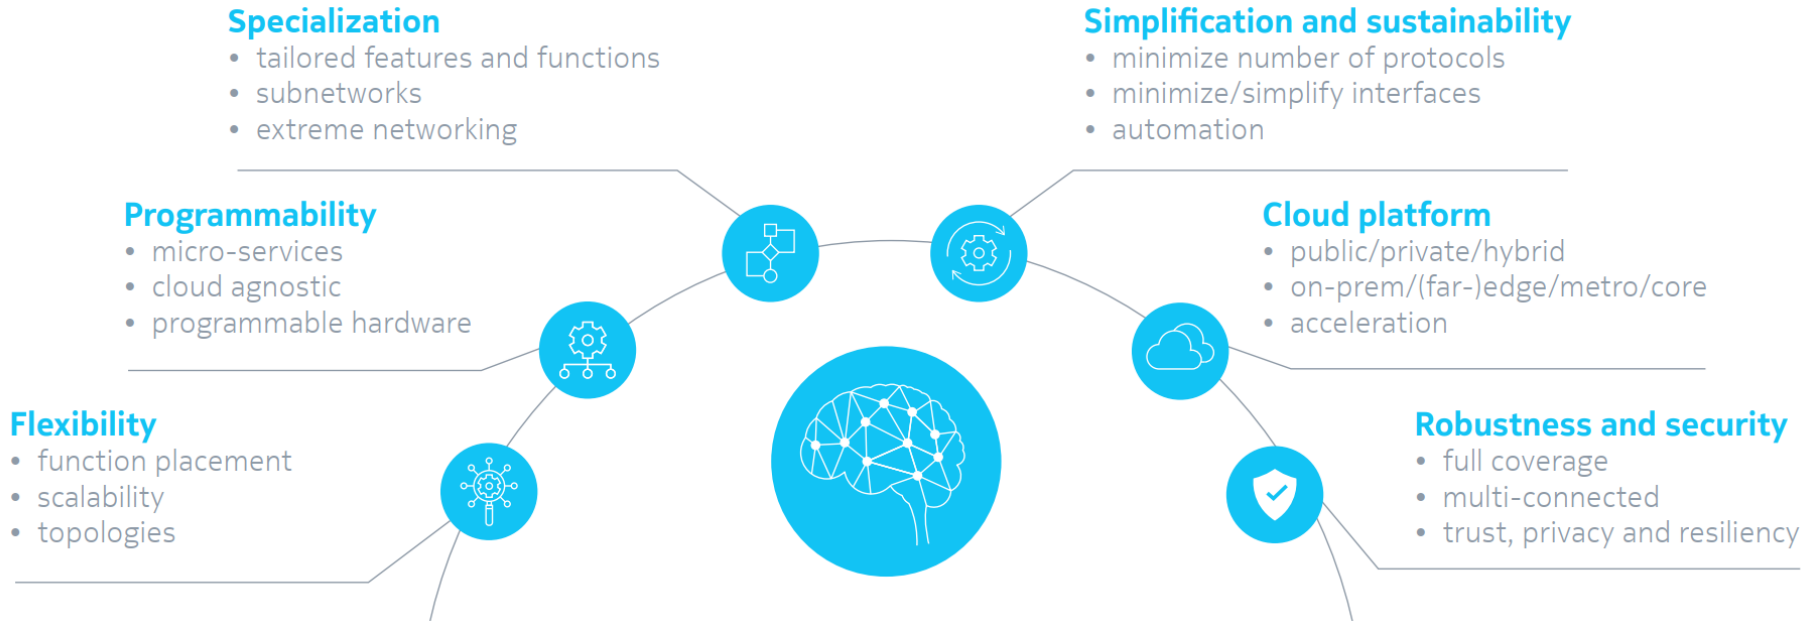 Specialization
• tailored features and functions
• subnetworks
• extreme networking
Simplification and sustainability
• minimize number of protocols
• minimize/simplify interfaces
• automation
Programmability
• micro-services
• cloud agnostic
• programmable hardware
Cloud platform
• public/private/hybrid
• on-prem/(far-)edge/metro/core
• acceleration
Flexibility
• function placement
• scalability
• topologies
Robustness and security
• full coverage
• multi-connected
• trust, privacy and resiliency